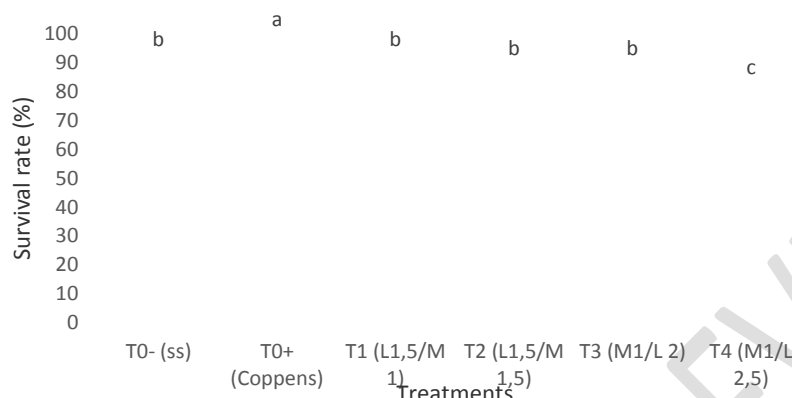 a
b b b b c
100
90
80
70
60
50
40
30
20
10
0
Survival rate (%)
T0- (ss) T0+ (Coppens) T1 (L1,5/M 1) T2 (L1,5/M 1,5) T3 (M1/L 2) T4 (M1/L 2,5)
Treatments